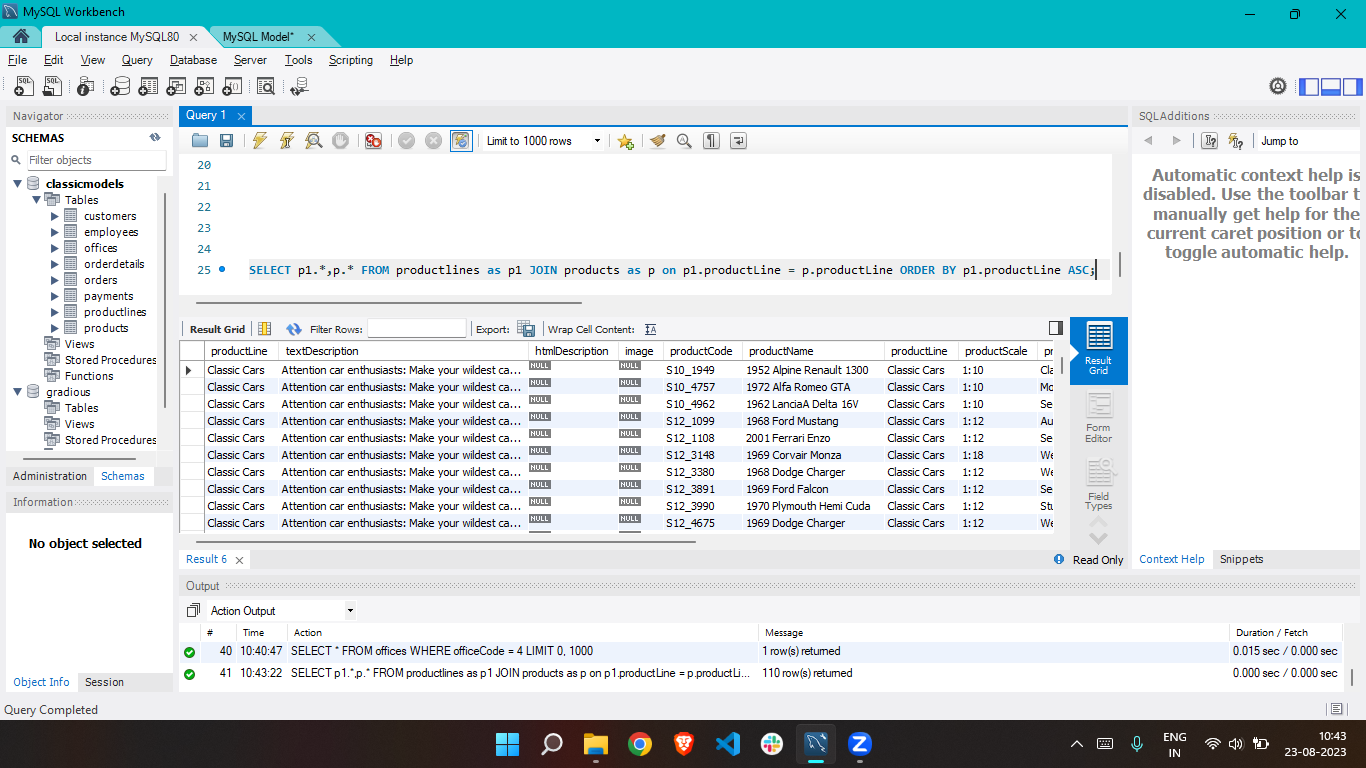 MySQL Workbench
Local instance MySQL80
MySQL Model*
File Edit View Query Database Server Tools Scripting Help
Navigator
SCHEMAS
Filter objects
classicmodels
Tables
customers
employees
offices
orderdetails
orders
payments
productlines
products
Views
Stored Procedures
Functions
gradious
Tables
Views
Stored Procedures
Administration Schemas
Information
No object selected
Object Info Session
Query 1
Limit to 1000 rows
20
21
22
23
24
25 SELECT p1.*,p.* FROM productlines as p1 JOIN products as p on p1.productLine = p.productLine ORDER BY p1.productLine ASC;
Result Grid Filter Rows: Export: Wrap Cell Content:
productLine textDescription htmlDescription image productCode productName productLine productScale
Classic Cars Attention car enthusiasts: Make your wildest ca... NULL NULL S10_1949 1952 Alpine Renault 1300 Classic Cars 1:10 Cla
Classic Cars Attention car enthusiasts: Make your wildest ca... NULL NULL S10_4757 1972 Alfa Romeo GTA Classic Cars 1:10 Mo
Classic Cars Attention car enthusiasts: Make your wildest ca... NULL NULL S10_4962 1962 LanciaA Delta 16V Classic Cars 1:10 Se
Classic Cars Attention car enthusiasts: Make your wildest ca... NULL NULL S12_1099 1968 Ford Mustang Classic Cars 1:12 Au
Classic Cars Attention car enthusiasts: Make your wildest ca... NULL NULL S12_1108 2001 Ferrari Enzo Classic Cars 1:12 Se
Classic Cars Attention car enthusiasts: Make your wildest ca... NULL NULL S12_3148 1969 Corvair Monza Classic Cars 1:18 We
Classic Cars Attention car enthusiasts: Make your wildest ca... NULL NULL S12_3380 1968 Dodge Charger Classic Cars 1:12 We
Classic Cars Attention car enthusiasts: Make your wildest ca... NULL NULL S12_3891 1969 Ford Falcon Classic Cars 1:12 Se
Classic Cars Attention car enthusiasts: Make your wildest ca... NULL NULL S12_3990 1970 Plymouth Hemi Cuda Classic Cars 1:12 Stu
Classic Cars Attention car enthusiasts: Make your wildest ca... NULL NULL S12_4675 1969 Dodge Charger Classic Cars 1:12 We
Result Grid
Form Editor
Field Types
Result 6
Read Only
Output
Action Output
# Time Action Message Duration / Fetch
40 10:40:47 SELECT * FROM offices WHERE officeCode = 4 LIMIT 0, 1000 1 row(s) returned 0.015 sec / 0.000 sec
41 10:43:22 SELECT p1.*,p.* FROM productlines as p1 JOIN products as p on p1.productLine = p.productLi... 110 row(s) returned 0.000 sec / 0.000 sec
SQLAdditions
Jump to
Automatic context help is
disabled. Use the toolbar t
manually get help for the
current caret position or to
toggle automatic help.
Context Help Snippets
Query Completed
ENG
IN
10:43
23-08-2023